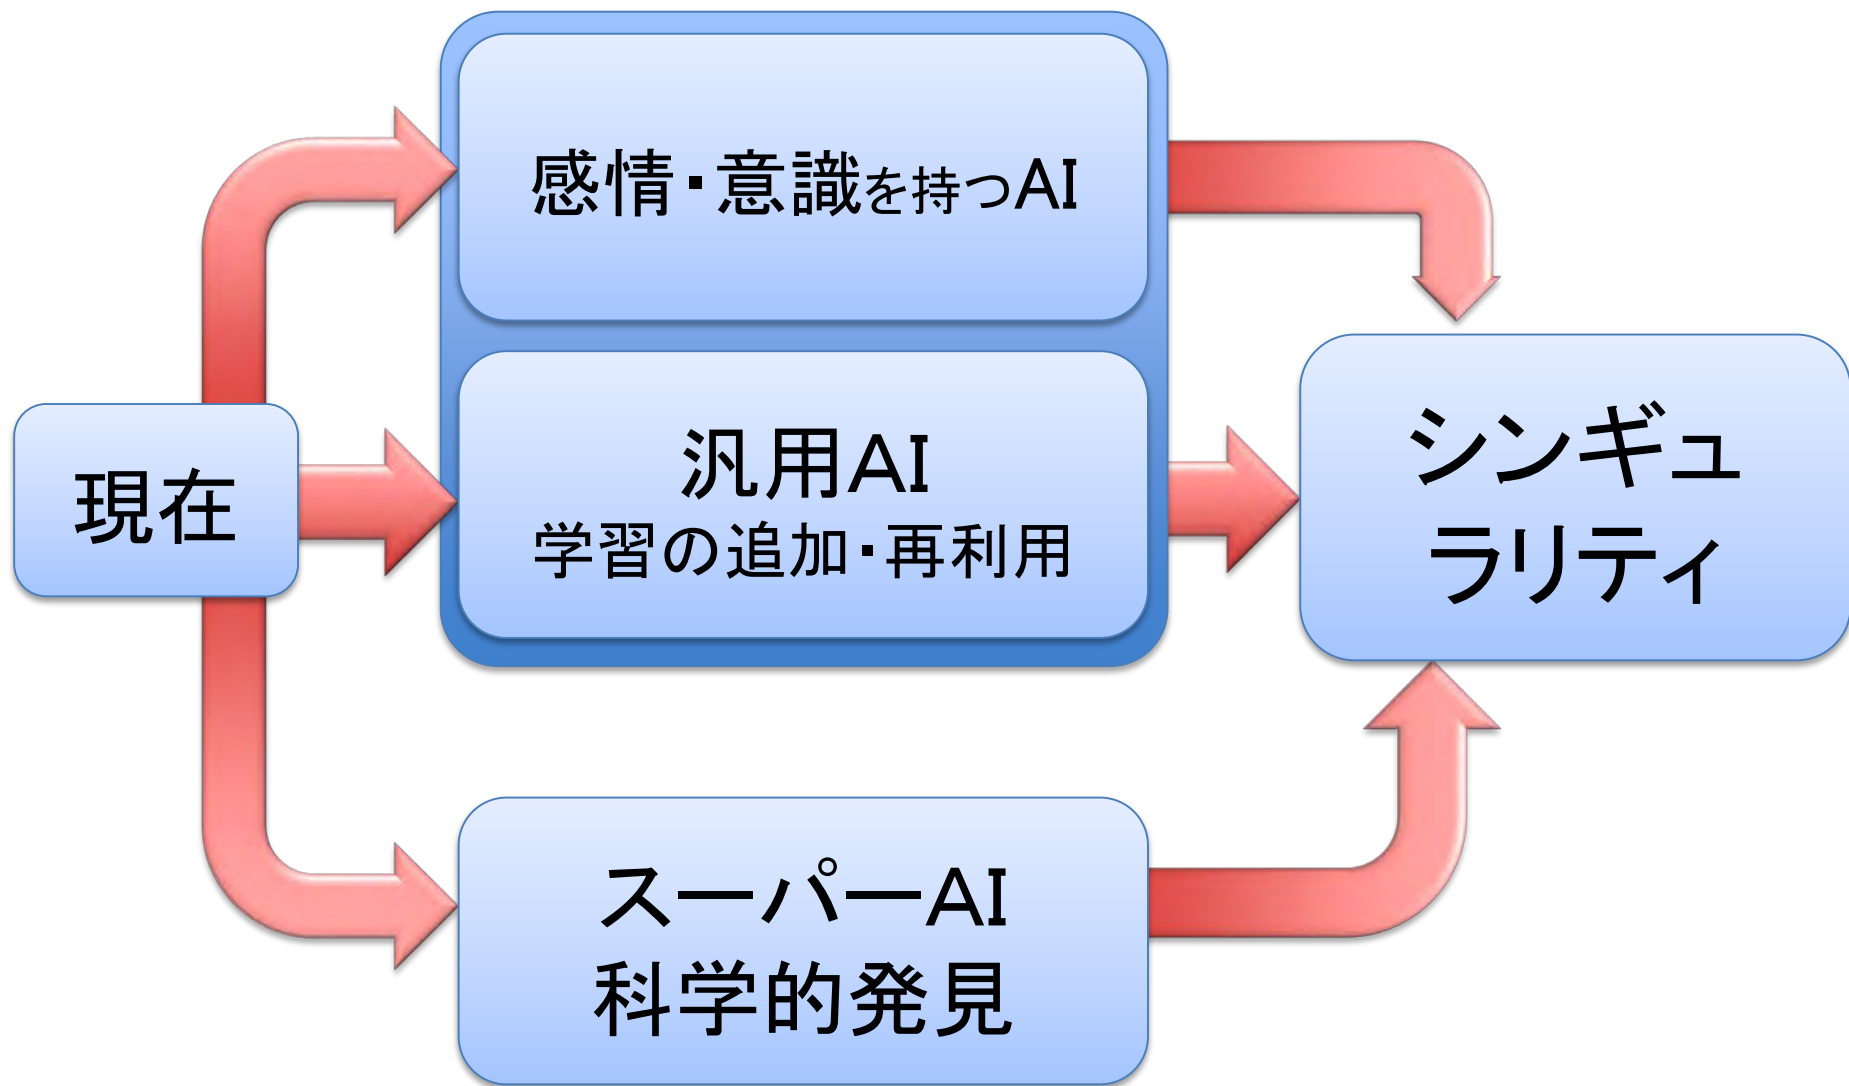 感情・意識を持つAI
現在
汎用AI
学習の追加・再利用
シンギュ
ラリティ
スーパーAI
科学的発見